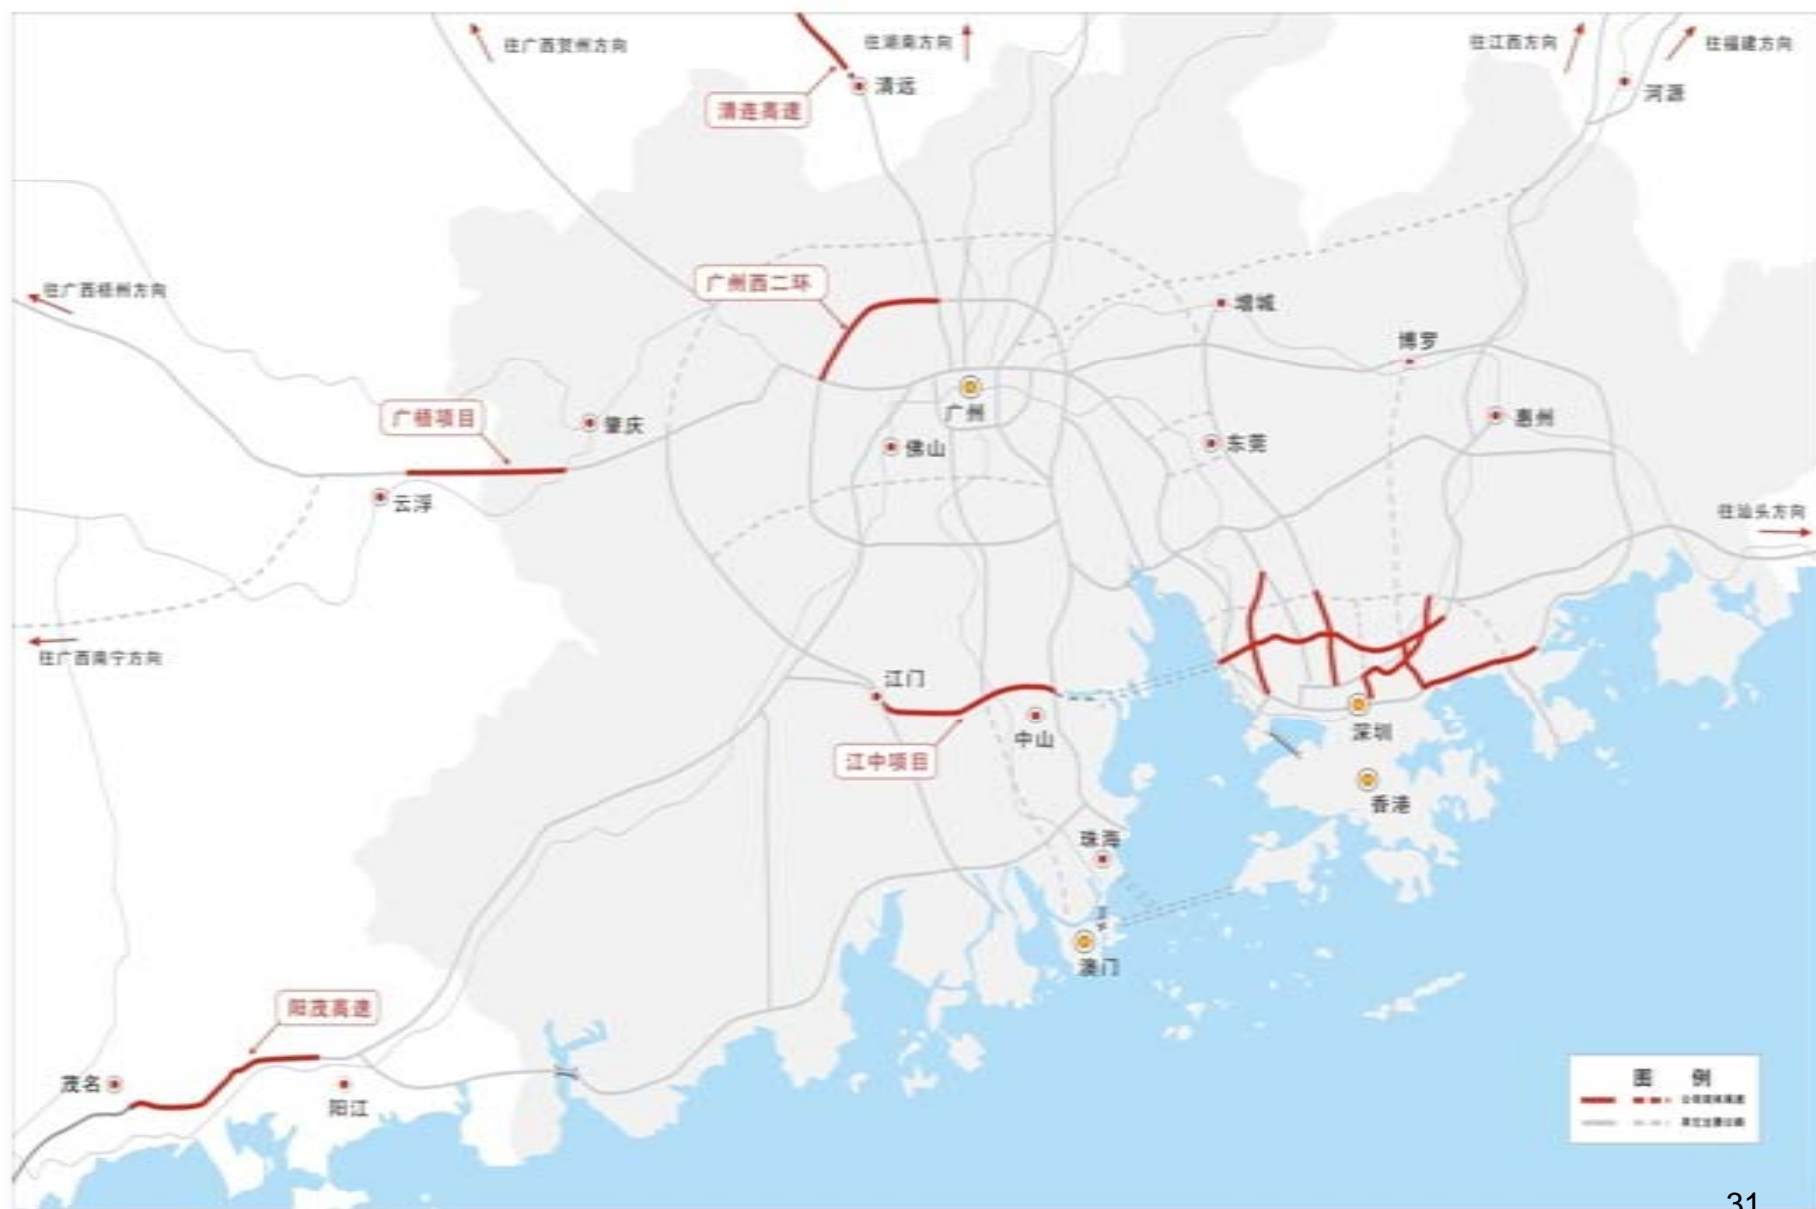 往广西贺州方向
往湖南方向
往江西方向
往福建方向
清远
河源
清连高速
广州西二环
往广西梧州方向
增城
博罗
广州
广梧项目
肇庆
佛山
东莞
惠州
云浮
往汕头方向
往广西南宁方向
江门
中山
深圳
江中项目
香港
珠海
澳门
阳茂高速
茂名
阳江
图 例
31